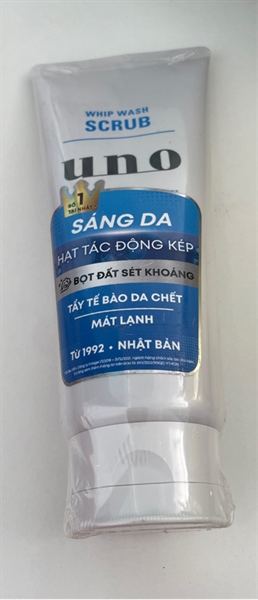 WHIP WASH
SCRUB
uno
SỐ
1
TẠI NHẬT
SÁNG DA
HẠT TÁC ĐỘNG KÉP
BỌT ĐẤT SÉT KHOÁNG
TẨY TẾ BÀO DA CHẾT
MÁT LẠNH
TỪ 1992 • NHẬT BẢN